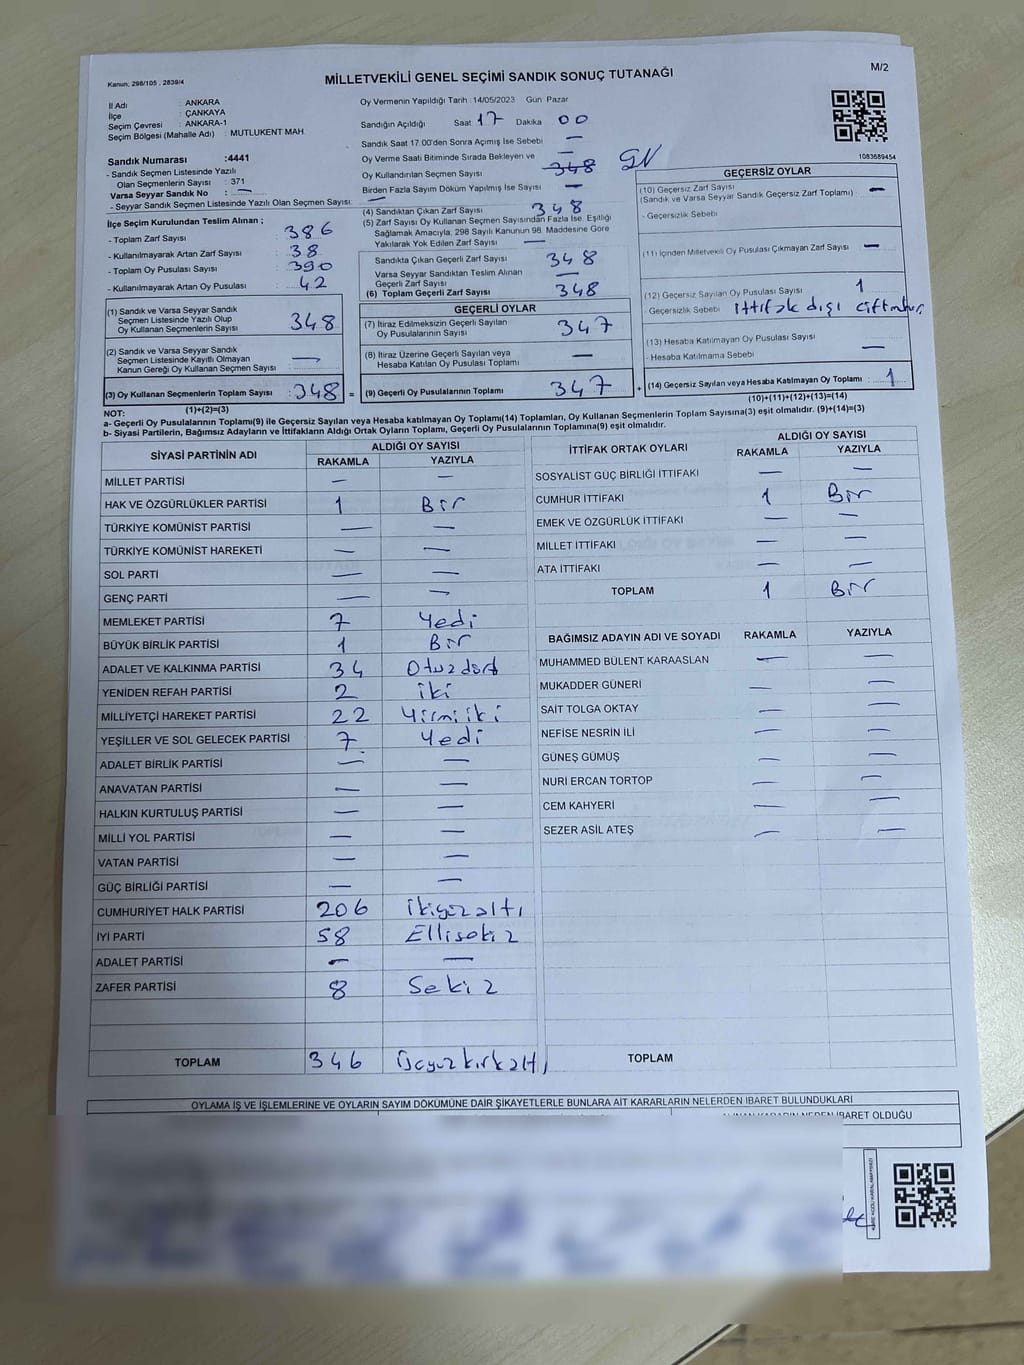 Kanun; 298/105 , 2839/4
MİLLETVEKİLİ GENEL SEÇİMİ SANDIK SONUÇ TUTANAĞI
M/2
İl Adı : ANKARA
İlçe : ÇANKAYA
Seçim Çevresi : ANKARA-1
Seçim Bölgesi (Mahalle Adı) : MUTLUKENT MAH.
Sandık Numarası :4441
- Sandık Seçmen Listesinde Yazılı
Olan Seçmenlerin Sayısı : 371
Varsa Seyyar Sandık No : —
- Seyyar Sandık Seçmen Listesinde Yazılı Olan Seçmen Sayısı: —
Oy Vermenin Yapıldığı Tarih : 14/05/2023 Gün: Pazar
Sandığın Açıldığı Saat 17 Dakika 00
Sandık Saat 17.00'den Sonra Açımış İse Sebebi —
Oy Verme Saati Bitiminde Sırada Bekleyen ve —
Oy Kullandırılan Seçmen Sayısı 348
Birden Fazla Sayım Döküm Yapılmış İse Sayısı —
1083689454
İlçe Seçim Kurulundan Teslim Alınan ;
- Toplam Zarf Sayısı : 386
- Kullanılmayarak Artan Zarf Sayısı : 38
- Toplam Oy Pusulası Sayısı : 390
- Kullanılmayarak Artan Oy Pusulası : 42
(4) Sandıktan Çıkan Zarf Sayısı 348
(5) Zarf Sayısı Oy Kullanan Seçmen Sayısından Fazla İse, Eşitliği
Sağlamak Amacıyla, 298 Sayılı Kanunun 98. Maddesine Göre
Yakılarak Yok Edilen Zarf Sayısı —
Sandıkta Çıkan Geçerli Zarf Sayısı 348
Varsa Seyyar Sandıktan Teslim Alınan
Geçerli Zarf Sayısı —
(6) Toplam Geçerli Zarf Sayısı 348
GEÇERSİZ OYLAR
(10) Geçersiz Zarf Sayısı
(Sandık ve Varsa Seyyar Sandık Geçersiz Zarf Toplamı) : —
- Geçersizlik Sebebi
(11) İçinden Milletvekili Oy Pusulası Çıkmayan Zarf Sayısı —
(12) Geçersiz Sayılan Oy Pusulası Sayısı 1
- Geçersizlik Sebebi ittifak dışı
(13) Hesaba Katılmayan Oy Pusulası Sayısı —
- Hesaba Katılmama Sebebi
(14) Geçersiz Sayılan veya Hesaba Katılmayan Oy Toplamı : 1
(10)+(11)+(12)+(13)=(14)
(1) Sandık ve Varsa Seyyar Sandık
Seçmen Listesinde Yazılı Olup
Oy Kullanan Seçmenlerin Sayısı 348
(2) Sandık ve Varsa Seyyar Sandık
Seçmen Listesinde Kayıtlı Olmayan
Kanun Gereği Oy Kullanan Seçmen Sayısı : —
(3) Oy Kullanan Seçmenlerin Toplam Sayısı : 348
(1)+(2)=(3)
GEÇERLİ OYLAR
(7) İtiraz Edilmeksizin Geçerli Sayılan
Oy Pusulalarının Sayısı 347
(8) İtiraz Üzerine Geçerli Sayılan veya
Hesaba Katılan Oy Pusulası Toplamı —
= (9) Geçerli Oy Pusulalarının Toplamı 347 +
NOT:
a- Geçerli Oy Pusulalarının Toplamı(9) ile Geçersiz Sayılan veya Hesaba katılmayan Oy Toplamı(14) Toplamları, Oy Kullanan Seçmenlerin Toplam Sayısına(3) eşit olmalıdır. (9)+(14)=(3)
b- Siyasi Partilerin, Bağımsız Adayların ve İttifakların Aldığı Ortak Oyların Toplamı, Geçerli Oy Pusulalarının Toplamına(9) eşit olmalıdır.
SİYASİ PARTİNİN ADI ALDIĞI OY SAYISI
RAKAMLA YAZIYLA
MİLLET PARTİSİ — —
HAK VE ÖZGÜRLÜKLER PARTİSİ 1 Bir
TÜRKİYE KOMÜNİST PARTİSİ — —
TÜRKİYE KOMÜNİST HAREKETİ — —
SOL PARTİ — —
GENÇ PARTİ — —
MEMLEKET PARTİSİ 7 Yedi
BÜYÜK BİRLİK PARTİSİ 1 Bir
ADALET VE KALKINMA PARTİSİ 34 Otuzdört
YENİDEN REFAH PARTİSİ 2 iki
MİLLİYETÇİ HAREKET PARTİSİ 22 Yirmiiki
YEŞİLLER VE SOL GELECEK PARTİSİ 7 Yedi
ADALET BİRLİK PARTİSİ — —
ANAVATAN PARTİSİ — —
HALKIN KURTULUŞ PARTİSİ — —
MİLLİ YOL PARTİSİ — —
VATAN PARTİSİ — —
GÜÇ BİRLİĞİ PARTİSİ — —
CUMHURİYET HALK PARTİSİ 206 ikiyüzaltı
İYİ PARTİ 58 Ellisekiz
ADALET PARTİSİ — —
ZAFER PARTİSİ 8 Sekiz
TOPLAM 346 üçyüzkırkaltı
İTTİFAK ORTAK OYLARI ALDIĞI OY SAYISI
RAKAMLA YAZIYLA
SOSYALİST GÜÇ BİRLİĞİ İTTİFAKI — —
CUMHUR İTTİFAKI 1 Bir
EMEK VE ÖZGÜRLÜK İTTİFAKI — —
MİLLET İTTİFAKI — —
ATA İTTİFAKI — —
TOPLAM 1 Bir
BAĞIMSIZ ADAYIN ADI VE SOYADI RAKAMLA YAZIYLA
MUHAMMED BÜLENT KARAASLAN — —
MUKADDER GÜNERİ — —
SAİT TOLGA OKTAY — —
NEFİSE NESRİN İLİ — —
GÜNEŞ GÜMÜŞ — —
NURİ ERCAN TORTOP — —
CEM KAHYERİ — —
SEZER ASİL ATEŞ — —
TOPLAM
OYLAMA İŞ VE İŞLEMLERİNE VE OYLARIN SAYIM DÖKÜMÜNE DAİR ŞİKAYETLERLE BUNLARA AİT KARARLARIN NELERDEN İBARET BULUNDUKLARI
ALINAN KARARIN NEDEN İBARET OLDUĞU